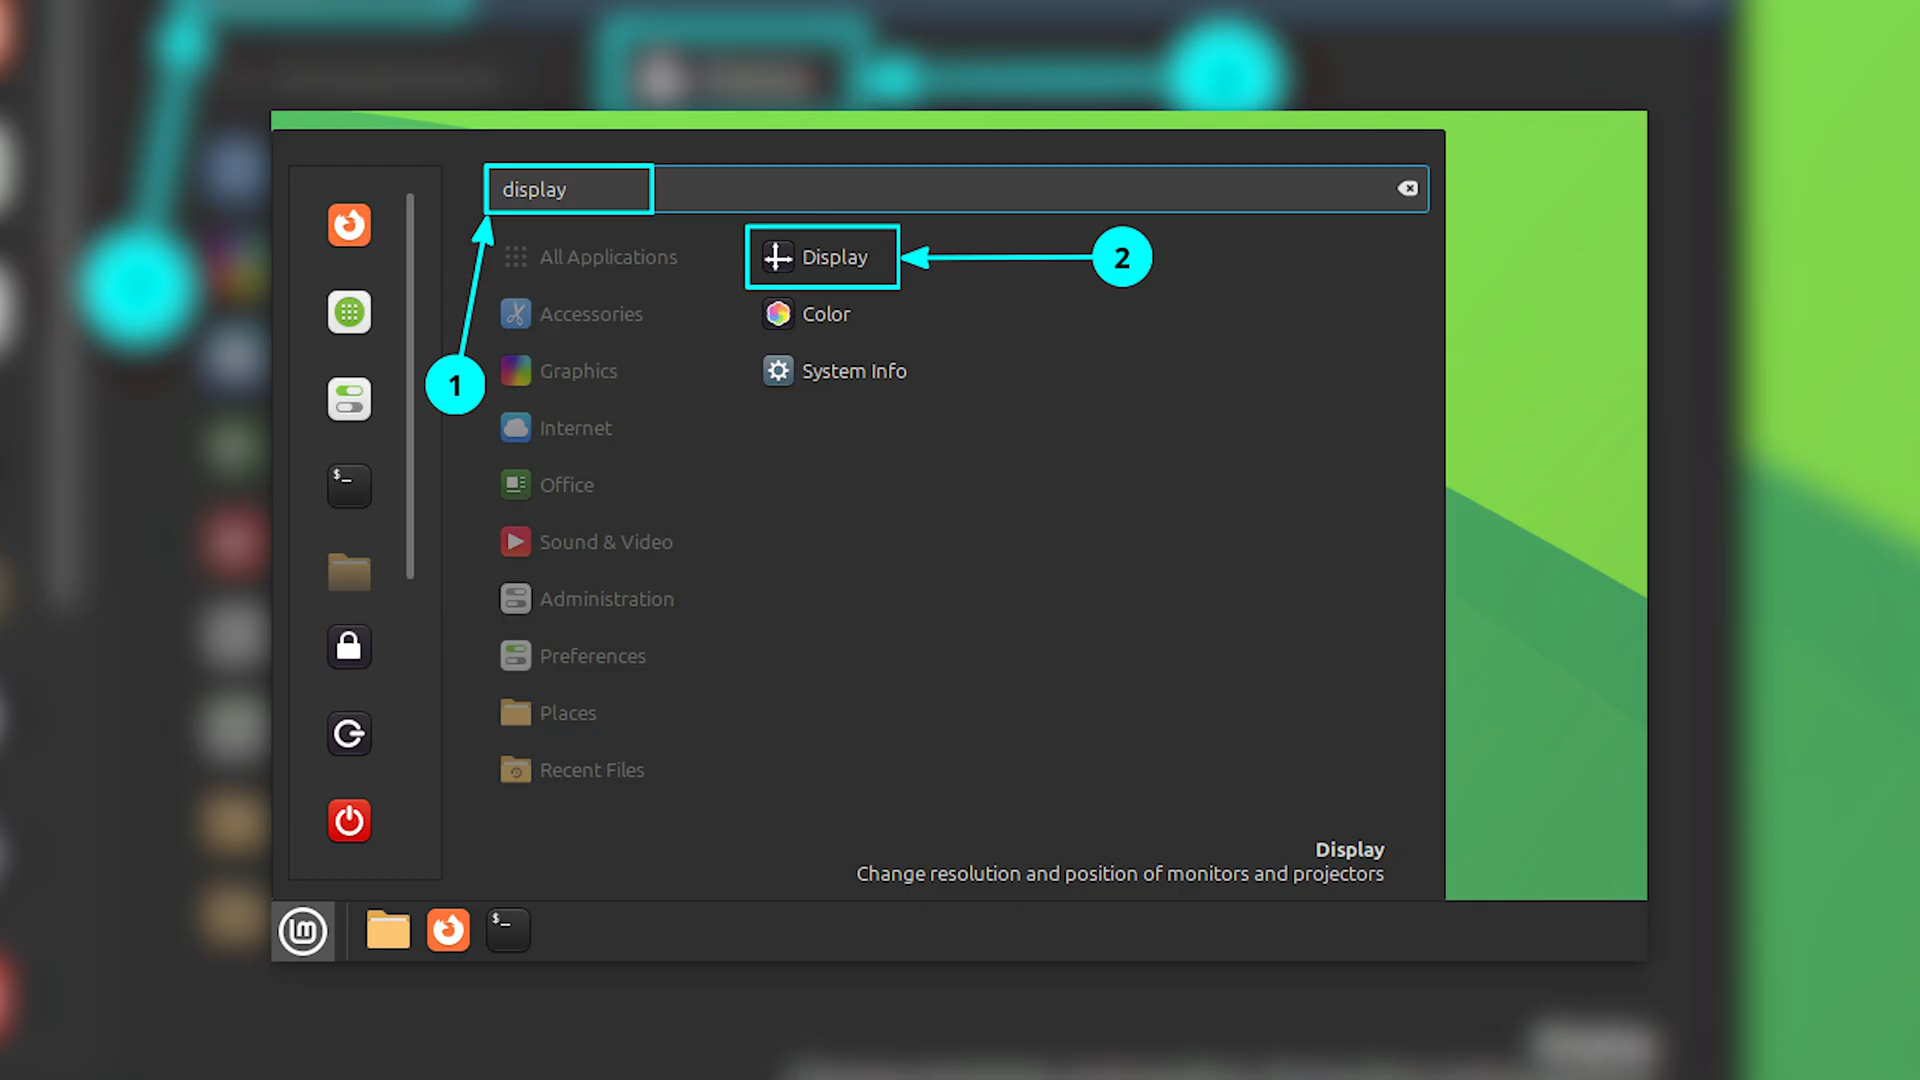 display
All Applications
Display
2
Accessories
Color
1
Graphics
System Info
Internet
Office
$_
Sound & Video
Administration
Preferences
Places
Recent Files
Display
Change resolution and position of monitors and projectors
$_